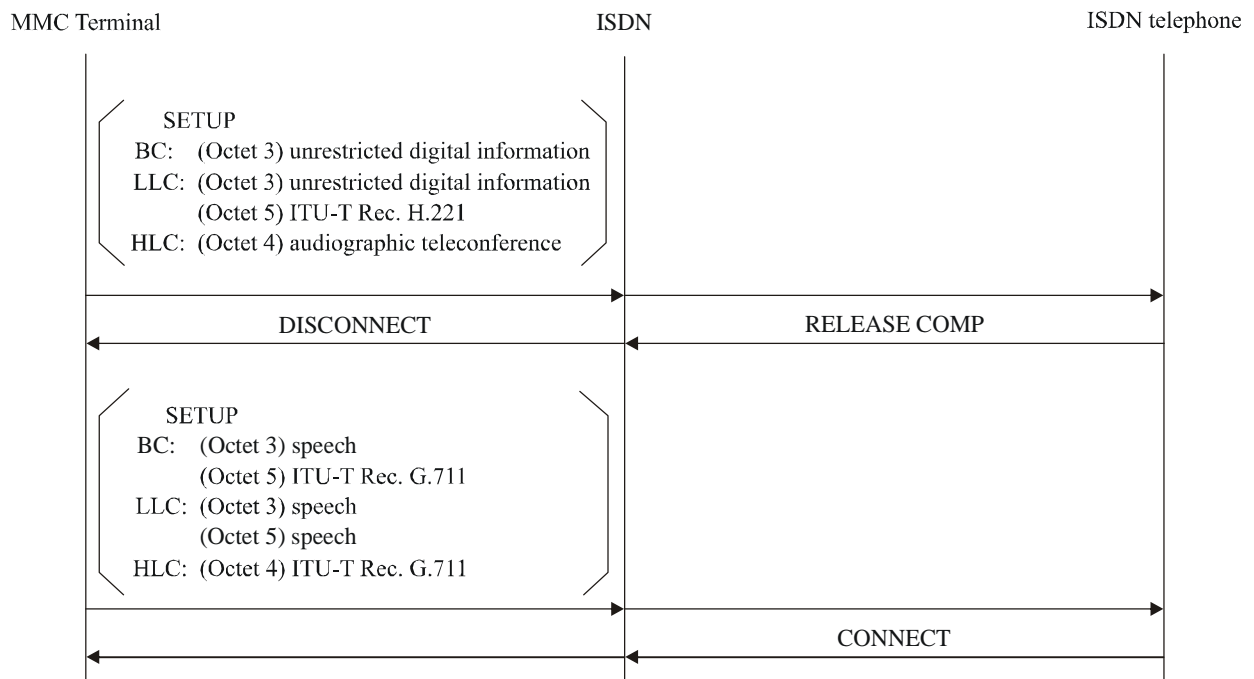 MMC Terminal
ISDN
ISDN telephone
SETUP
BC: (Octet 3) unrestricted digital information
LLC: (Octet 3) unrestricted digital information
(Octet 5) ITU-T Rec. H.221
HLC: (Octet 4) audiographic teleconference
DISCONNECT
RELEASE COMP
SETUP
BC: (Octet 3) speech
(Octet 5) ITU-T Rec. G.711
LLC: (Octet 3) speech
(Octet 5) speech
HLC: (Octet 4) ITU-T Rec. G.711
CONNECT